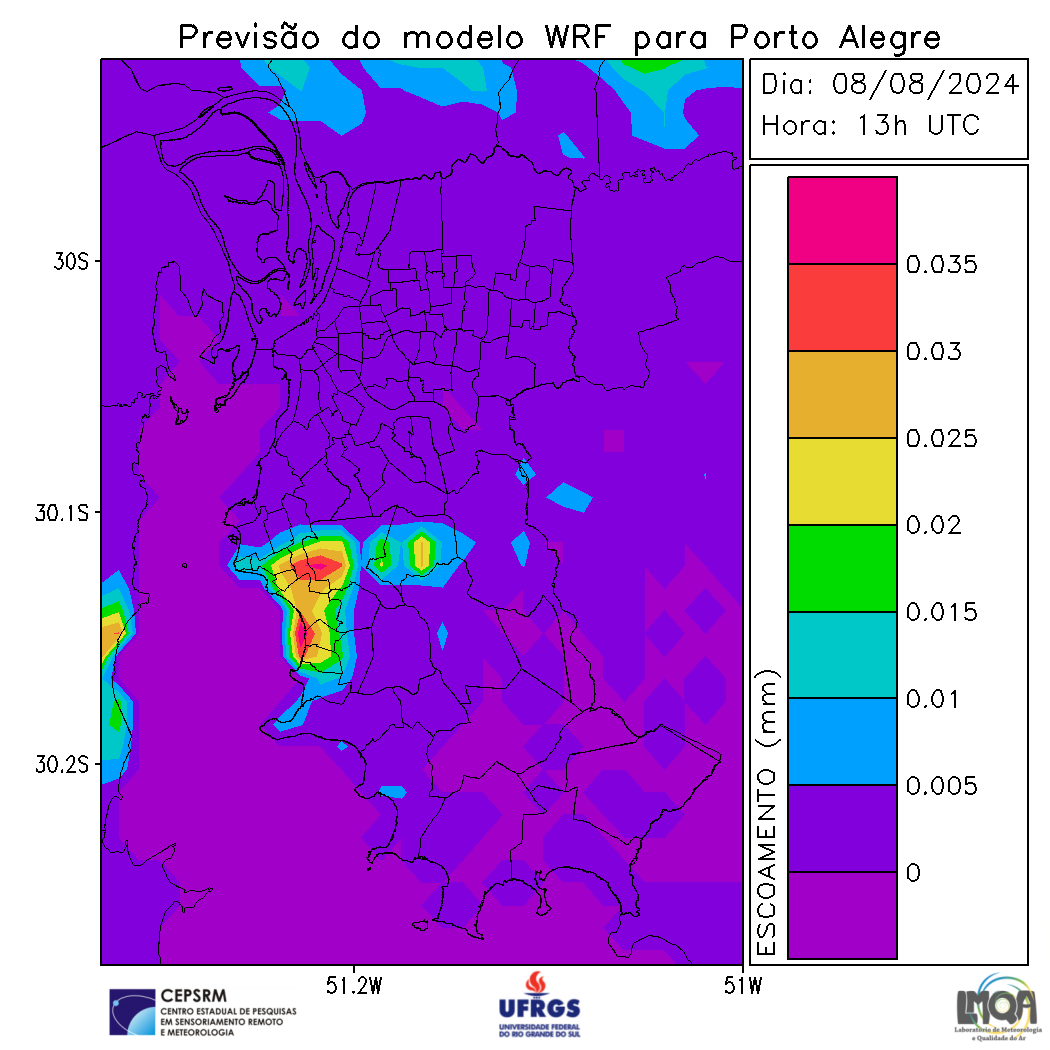 Previsão do modelo WRF para Porto Alegre
Dia: 08/08/2024
Hora: 13h UTC
30S
30.1S
30.2S
51.2W
51W
ESCOAMENTO (mm)
0.035
0.03
0.025
0.02
0.015
0.01
0.005
0
CEPSRM
CENTRO ESTADUAL DE PESQUISAS
EM SENSORIAMENTO REMOTO
E METEOROLOGIA
UFRGS
UNIVERSIDADE FEDERAL
DO RIO GRANDE DO SUL
LMQA
Laboratório de Meteorologia
e Qualidade do Ar